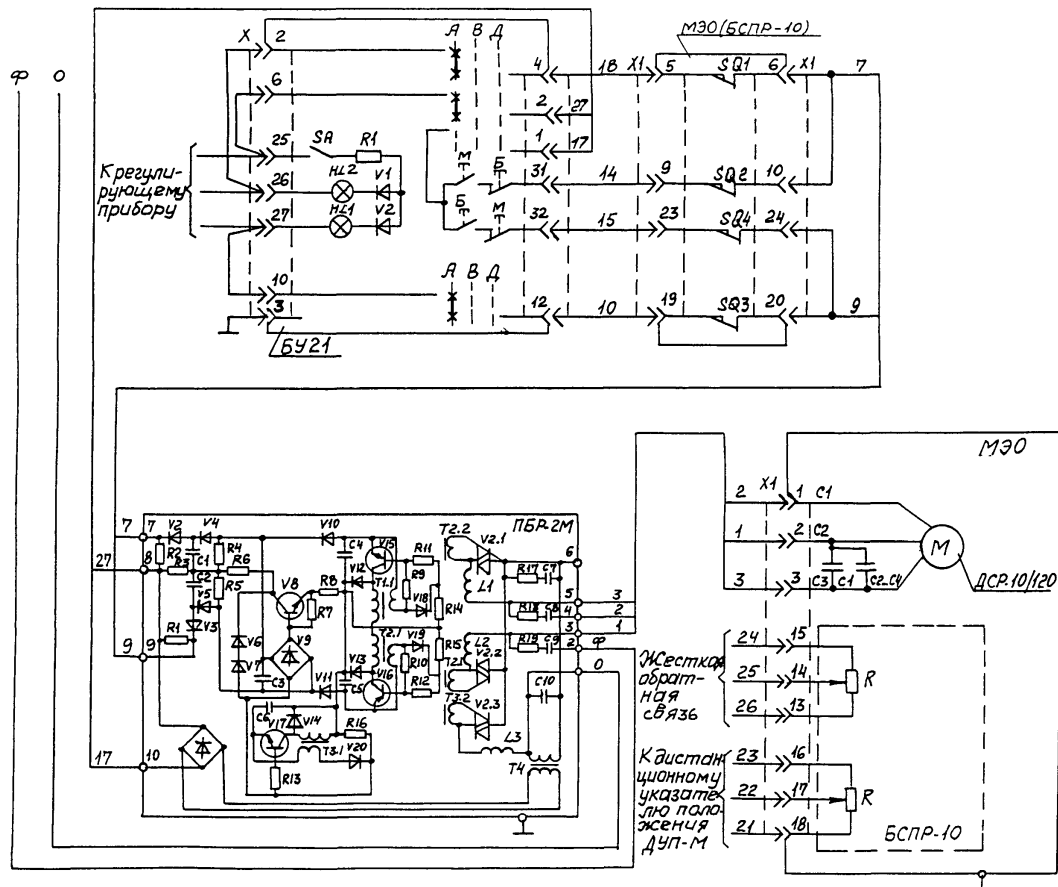 Ф О
X 2
А В Д
МЭО (БСПР-10)
4 18 X1 5 SQ1 6 X1 7
6
2 27
1 17
К регули-
рующему
прибору
25 SA R1
26 HL2 V1
27 HL1 V2
М Б 31 14 9 SQ2 10
Б М 32 15 23 SQ4 24
10
3
А В Д
12 10 19 SQ3 20 9
БУ21
МЭО
2 X1 1 C1
1 2 C2
3 3 C3 C1 C2 C4
М
ДСР.10/120
ПБР-2М
7 7 V2 V4 V10 V15 R11 T2.2 V2.1 6
27 8 R2 R3 C1 R4 R6 C4 R9 R17 C7
C2 R5 V8 R8 V12 T1.1 V18 R14 L1 5 3
V5 V3 R7 R18 C8 4 2
9 9 R1 V6 V9 T2.1 V19 R15 L2 R19 C9 3 1
V7 V13 R10 T2.1 V2.2 2 Ф
C3 V11 C5 V16 R12 T3.2 C10 О
C6 V14 R16 V2.3
V17 T3.1 V20 L3
17 10 R13 T4
Жесткая
обрат-
ная
связь
24 15
25 14 R
26 13
К дистан
ционному
указате
лю поло-
жения
ДУП-М
23 16
22 17 R
21 18
БСПР-10